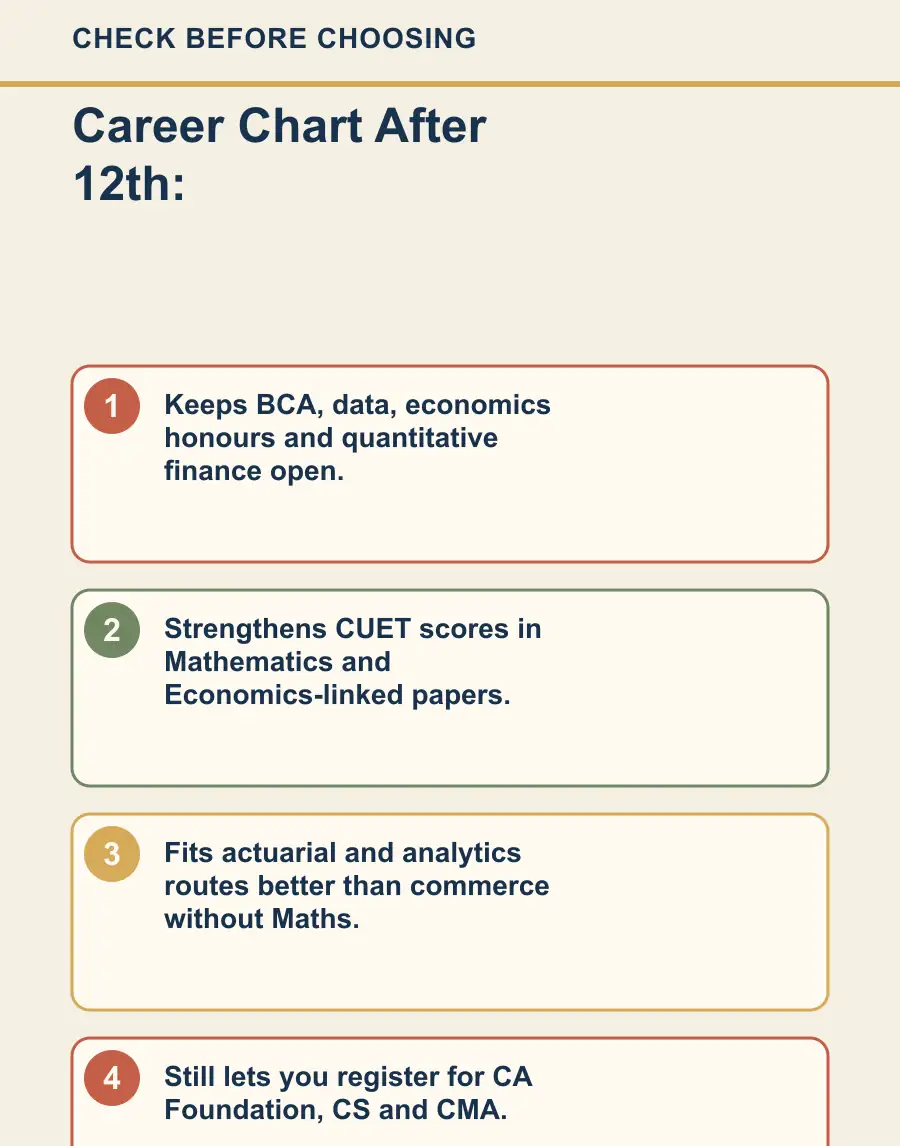 CHECK BEFORE CHOOSING
Career Chart After
12th:
1
Keeps BCA, data, economics
honours and quantitative
finance open.
2
Strengthens CUET scores in
Mathematics and
Economics-linked papers.
3
Fits actuarial and analytics
routes better than commerce
without Maths.
4
Still lets you register for CA
Foundation, CS and CMA.